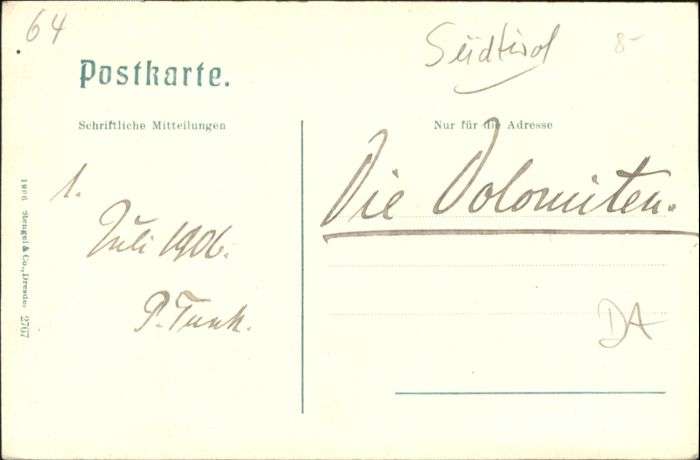 64
Südtirol
8-
Postkarte.
Schriftliche Mitteilungen
Nur für die Adresse
Die Dolomiten.
1.
Juli 1906.
P. Tunk.
DA
1906 Stengel & Co., Dresden 2707